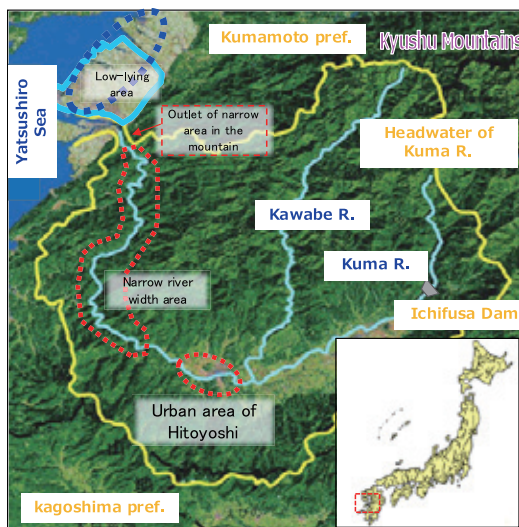 Kumamoto pref.
Kyushu Mountains
Low-lying
area
Yatsushiro
Sea
Outlet of narrow
area in the
mountain
Headwater of
Kuma R.
Kawabe R.
Kuma R.
Narrow river
width area
Ichifusa Dam
Urban area of
Hitoyoshi
kagoshima pref.